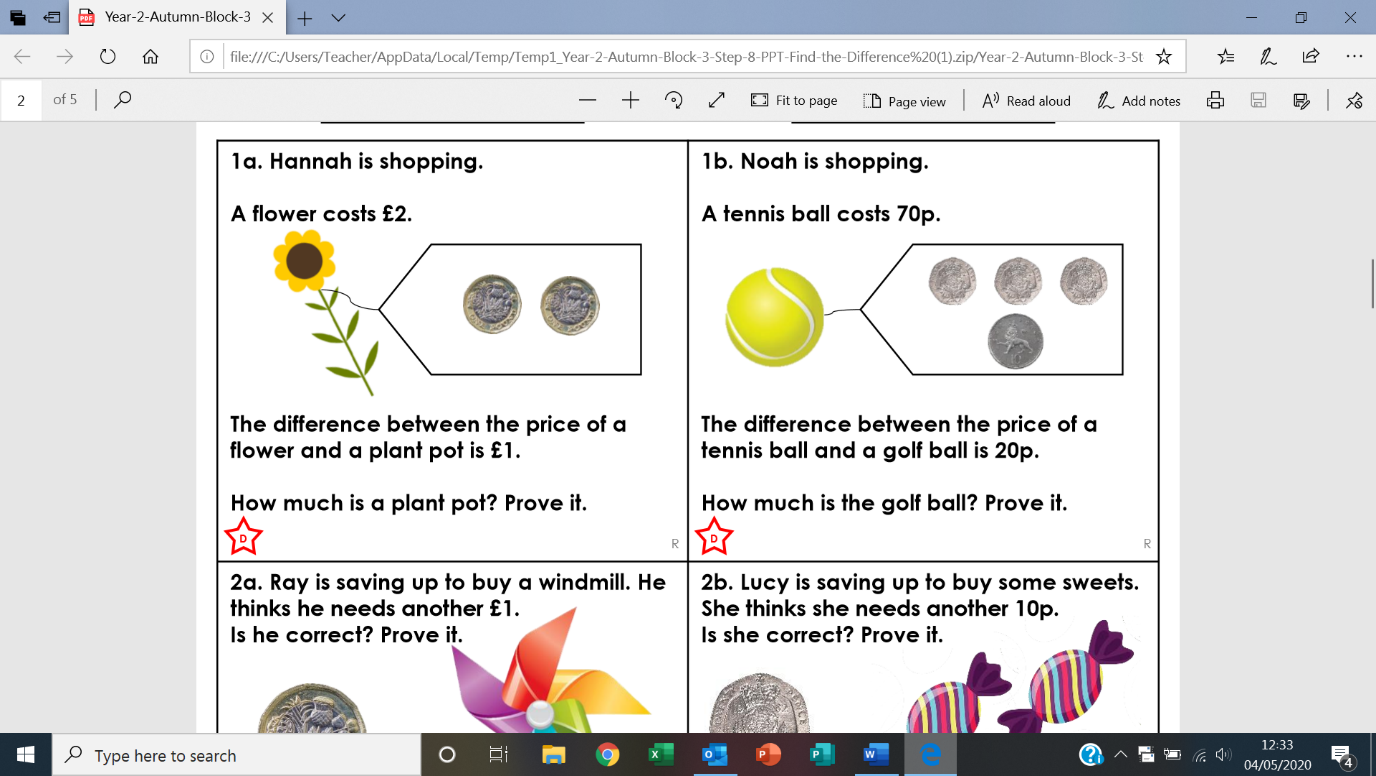 Year-2-Autumn-Block-3
file:///C:/Users/Teacher/AppData/Local/Temp/Temp1_Year-2-Autumn-Block-3-Step-8-PPT-Find-the-Difference%20(1).zip/Year-2-Autumn-Block-3-St
2 of 5
Fit to page
Page view
Read aloud
Add notes
1a. Hannah is shopping.
A flower costs £2.
The difference between the price of a
flower and a plant pot is £1.
How much is a plant pot? Prove it.
D
R
1b. Noah is shopping.
A tennis ball costs 70p.
The difference between the price of a
tennis ball and a golf ball is 20p.
How much is the golf ball? Prove it.
D
R
2a. Ray is saving up to buy a windmill. He
thinks he needs another £1.
Is he correct? Prove it.
2b. Lucy is saving up to buy some sweets.
She thinks she needs another 10p.
Is she correct? Prove it.
Type here to search
12:33
04/05/2020
4